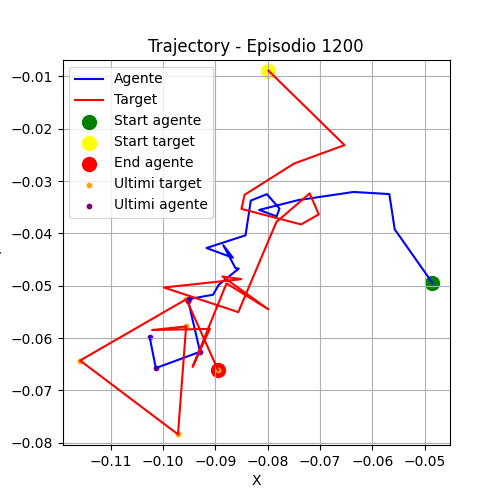 Trajectory - Episodio 1200
Agente
Target
Start agente
Start target
End agente
Ultimi target
Ultimi agente
−0.01
−0.02
−0.03
−0.04
−0.05
−0.06
−0.07
−0.08
−0.11
−0.10
−0.09
−0.08
−0.07
−0.06
−0.05
X